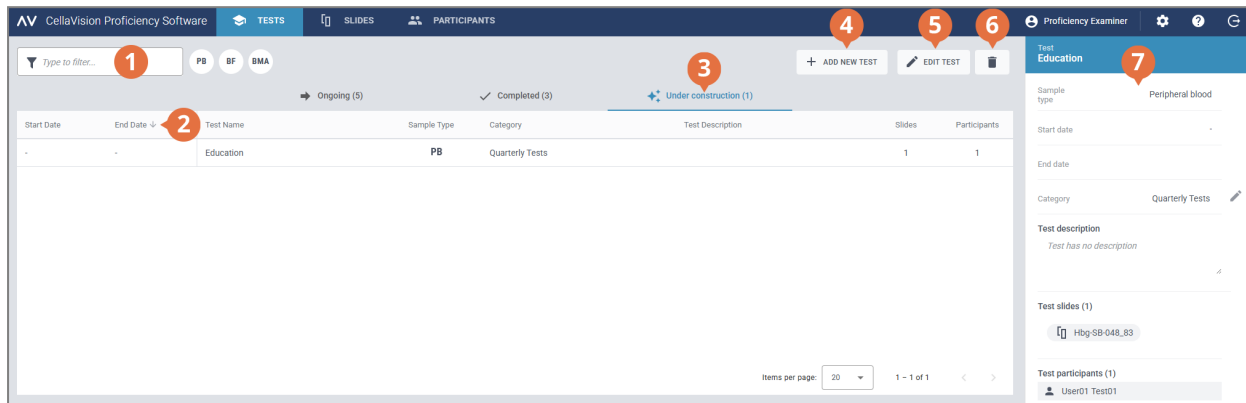 CellaVision Proficiency Software TESTS SLIDES PARTICIPANTS Proficiency Examiner
Type to filter... 1 PB BF BMA 4 + ADD NEW TEST 5 EDIT TEST 6
Test
Education
7
Ongoing (5) Completed (3) 3 Under construction (1)
Start Date End Date 2 Test Name Sample Type Category Test Description Slides Participants
- - Education PB Quarterly Tests 1 1
Items per page: 20 1 – 1 of 1
Sample type Peripheral blood
Start date -
End date
Category Quarterly Tests
Test description
Test has no description
Test slides (1)
Hbg-SB-048_83
Test participants (1)
User01 Test01